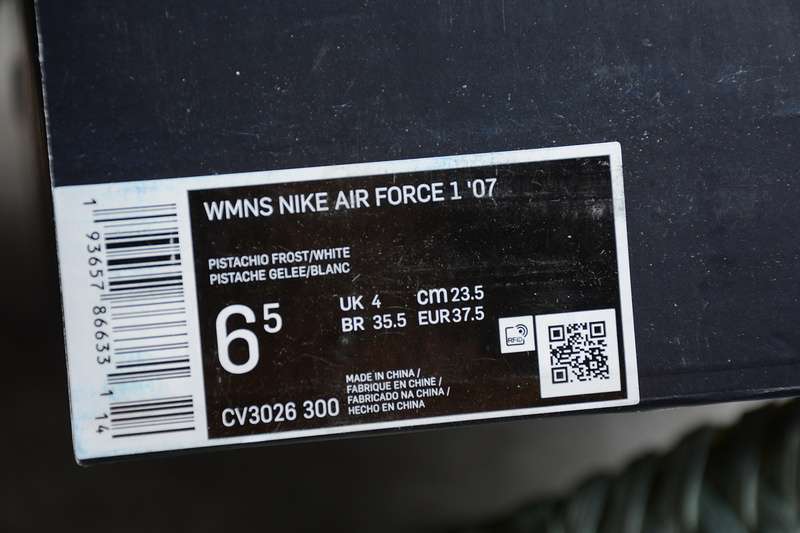 WMNS NIKE AIR FORCE 1 '07
PISTACHIO FROST/WHITE
PISTACHE GELEE/BLANC
6 5
UK 4 cm 23.5
BR 35.5 EUR 37.5
RFID
MADE IN CHINA /
FABRIQUE EN CHINE /
FABRICADO NA CHINA /
HECHO EN CHINA
CV3026 300
1 93657 86633 1 14